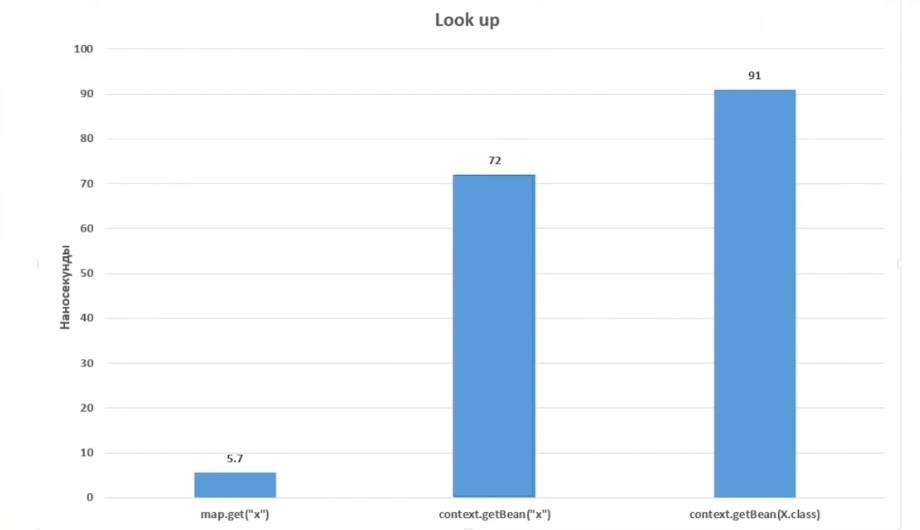 Look up
100
91
90
80
72
70
60
50
40
30
20
10
5.7
0
Наносекунды
map.get("x")
context.getBean("x")
context.getBean(X.class)